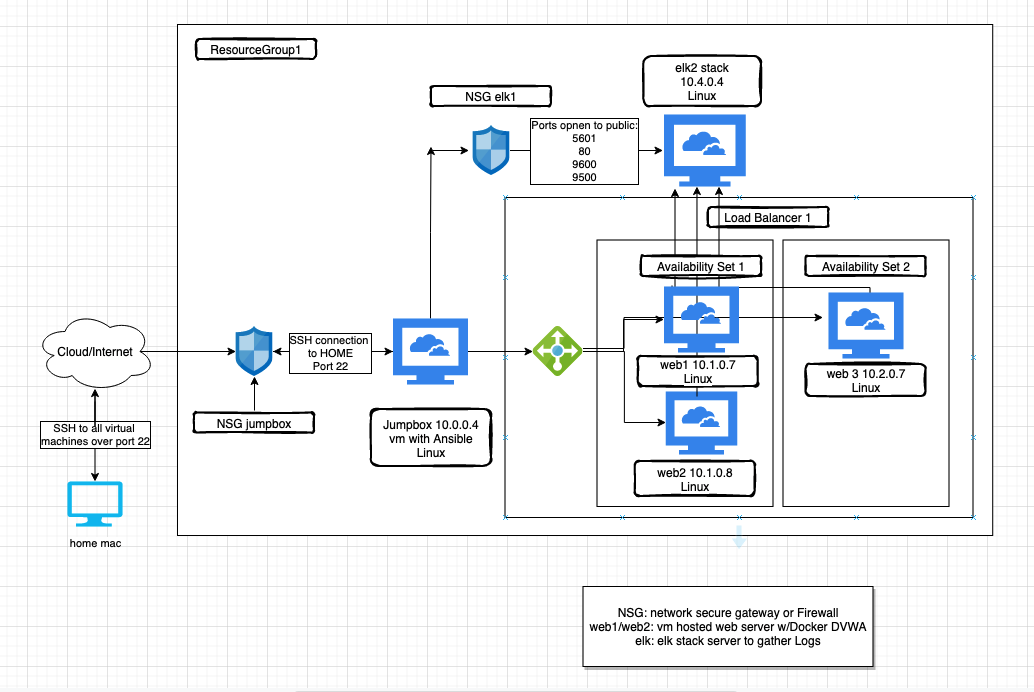 ResourceGroup1
elk2 stack
10.4.0.4
Linux
NSG elk1
Ports opnen to public:
5601
80
9600
9500
Load Balancer 1
Availability Set 1
Availability Set 2
Cloud/Internet
SSH connection
to HOME
Port 22
web1 10.1.0.7
Linux
web 3 10.2.0.7
Linux
NSG jumpbox
Jumpbox 10.0.0.4
vm with Ansible
Linux
SSH to all virtual
machines over port 22
web2 10.1.0.8
Linux
home mac
NSG: network secure gateway or Firewall
web1/web2: vm hosted web server w/Docker DVWA
elk: elk stack server to gather Logs